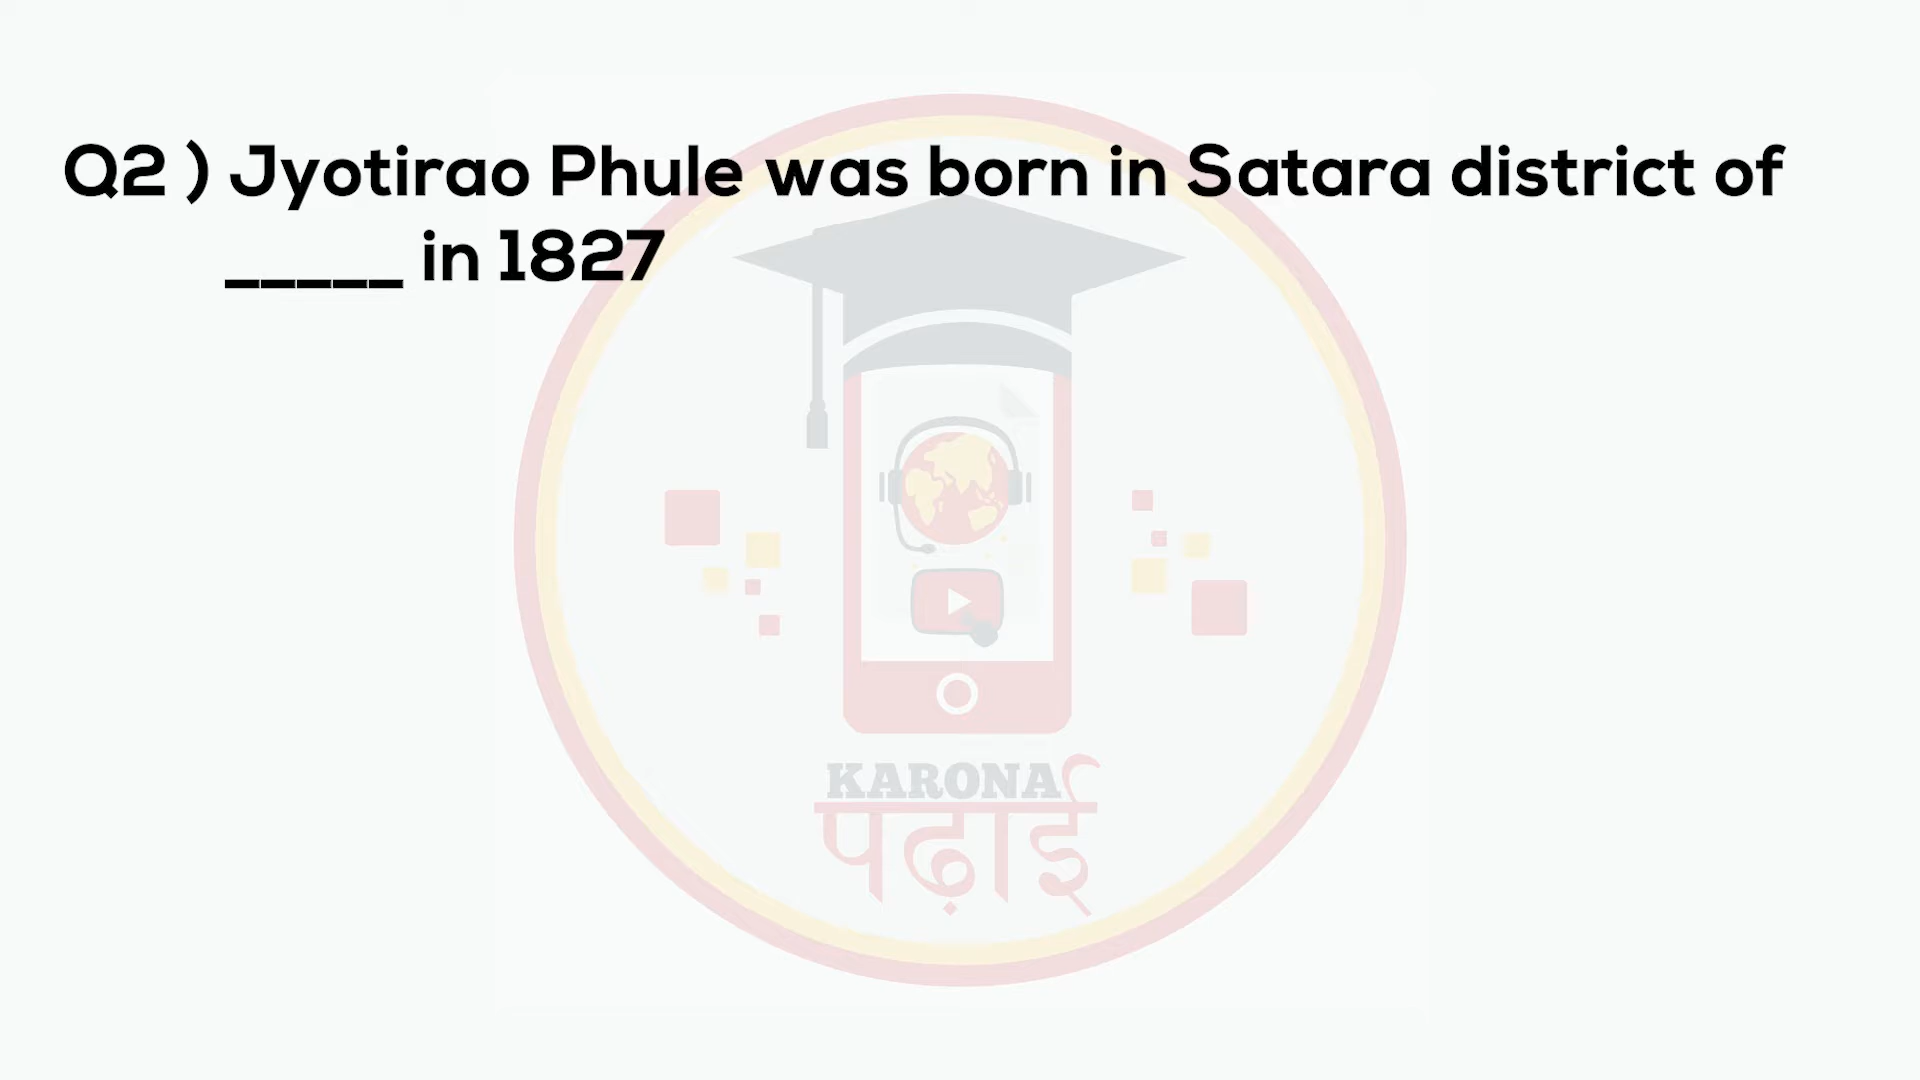 Q2 ) Jyotirao Phule was born in Satara district of
_____ in 1827
KARONA
पढ़ाई